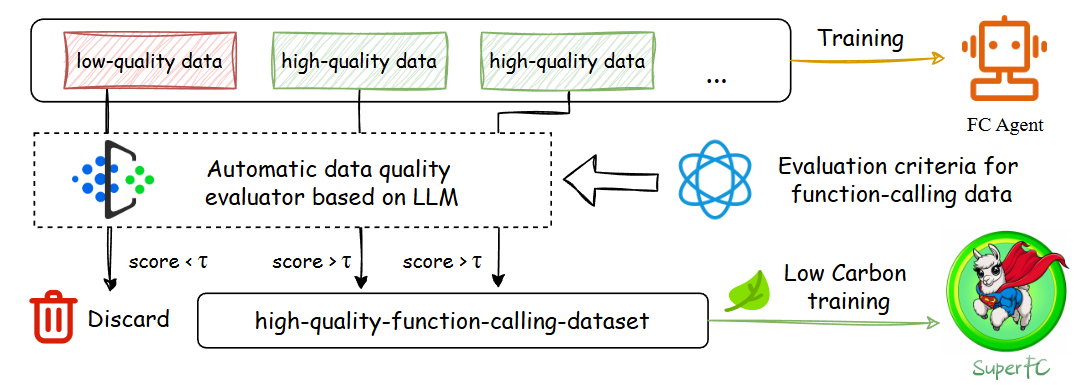 low-quality data
high-quality data
high-quality data
...
Training
FC Agent
Automatic data quality
evaluator based on LLM
Evaluation criteria for
function-calling data
score < τ
score > τ
score > τ
Discard
high-quality-function-calling-dataset
Low Carbon
training
SuperFC